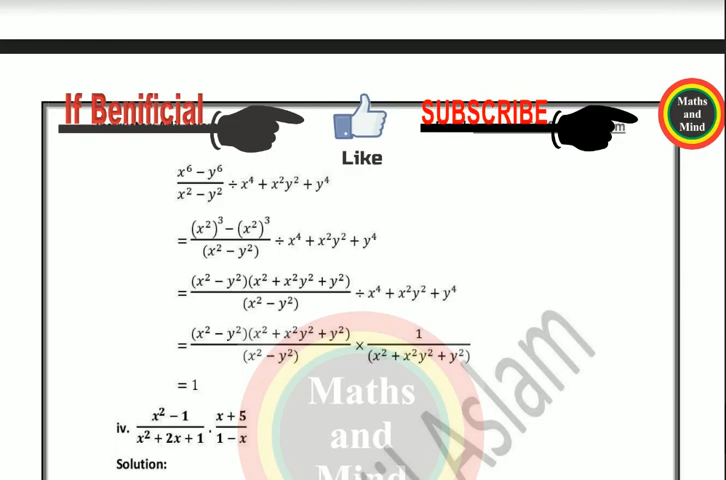 If Benificial
SUBSCRIBE
m
Maths
and
Mind
Like
x⁶ − y⁶ / x² − y² ÷ x⁴ + x²y² + y⁴
= (x²)³ − (x²)³ / (x² − y²) ÷ x⁴ + x²y² + y⁴
= (x² − y²)(x² + x²y² + y²) / (x² − y²) ÷ x⁴ + x²y² + y⁴
= (x² − y²)(x² + x²y² + y²) / (x² − y²) × 1 / (x² + x²y² + y²)
= 1
iv. x² − 1 / x² + 2x + 1 . x + 5 / 1 − x
Solution:
Maths
and
Mind
Aslam